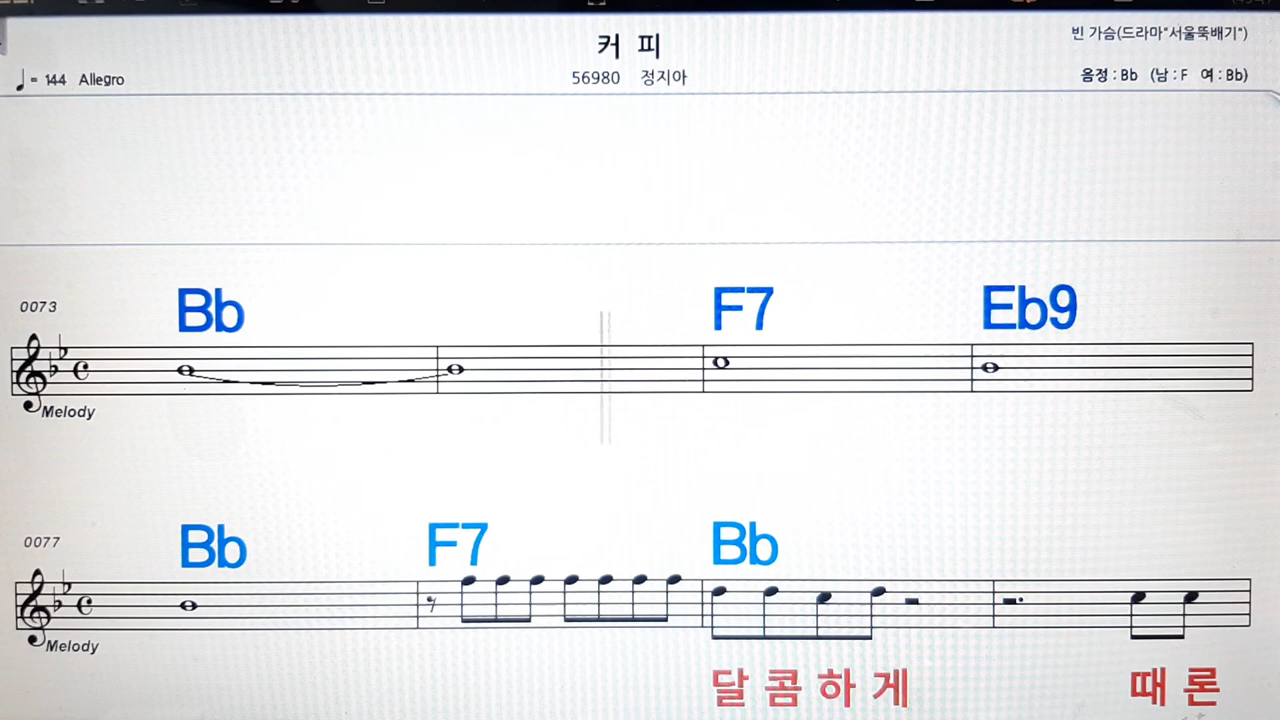 커 피
빈 가슴(드라마"서울뚝배기")
♩= 144 Allegro
56980 정지아
음정 : Bb (남 : F 여 : Bb)
0073
Bb F7 Eb9
Melody
0077
Bb F7 Bb
Melody
달 콤 하 게 때 론